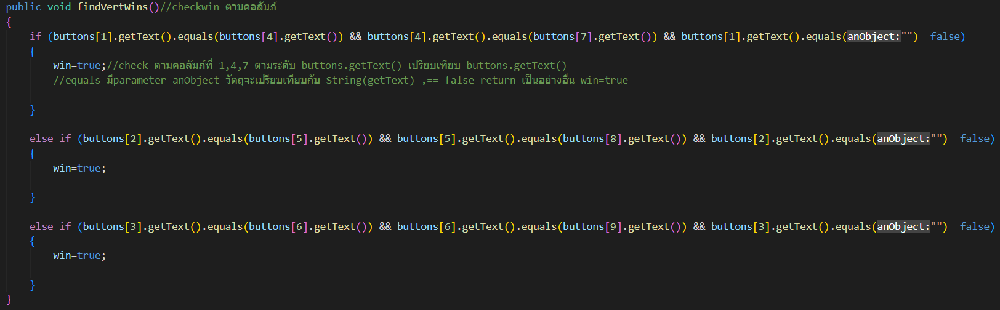 public void findVertWins()//checkwin ตามคอลัมภ์
{
if (buttons[1].getText().equals(buttons[4].getText()) && buttons[4].getText().equals(buttons[7].getText()) && buttons[1].getText().equals(anObject:"")==false)
{
win=true;//check ตามคอลัมภ์ที่ 1,4,7 ตามระดับ buttons.getText() เปรียบเทียบ buttons.getText()
//equals มีparameter anObject วัตถุจะเปรียบเทียบกับ String(getText) ,== false return เป็นอย่างอื่น win=true
}
else if (buttons[2].getText().equals(buttons[5].getText()) && buttons[5].getText().equals(buttons[8].getText()) && buttons[2].getText().equals(anObject:"")==false)
{
win=true;
}
else if (buttons[3].getText().equals(buttons[6].getText()) && buttons[6].getText().equals(buttons[9].getText()) && buttons[3].getText().equals(anObject:"")==false)
{
win=true;
}
}